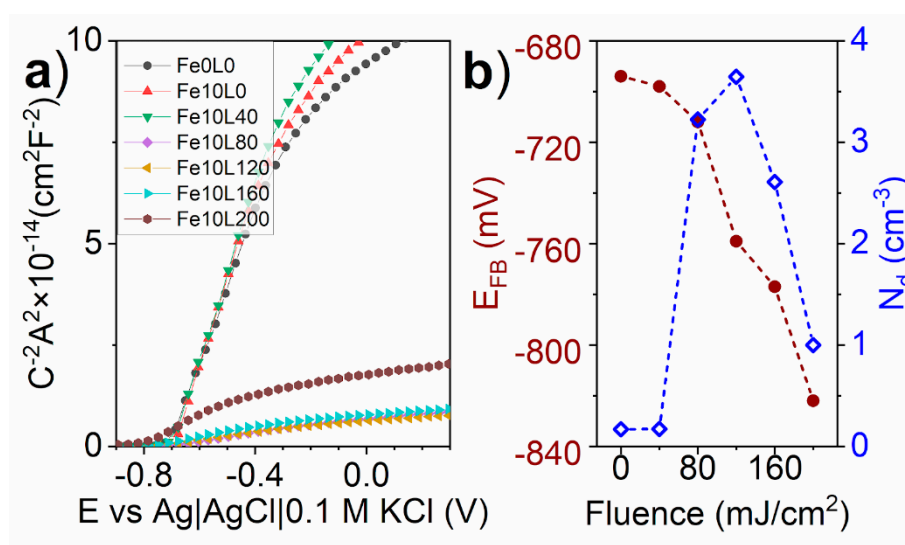 a)
10
5
0
C⁻²A²×10⁻¹⁴(cm²F⁻²)
Fe0L0
Fe10L0
Fe10L40
Fe10L80
Fe10L120
Fe10L160
Fe10L200
-0.8 -0.4 0.0
E vs Ag|AgCl|0.1 M KCl (V)
b)
-680
-720
-760
-800
-840
E_FB (mV)
4
3
2
1
0
N_d (cm⁻³)
0 80 160
Fluence (mJ/cm²)